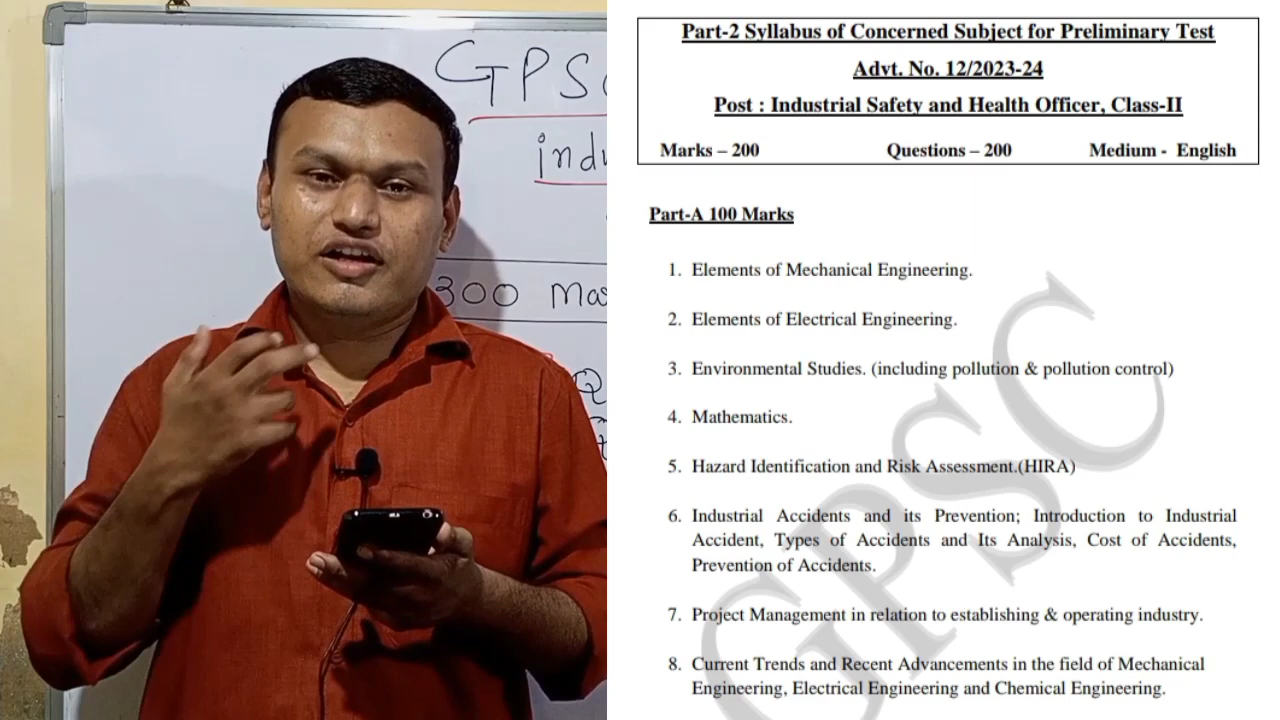 GPS
indu
300 Ma
Part-2 Syllabus of Concerned Subject for Preliminary Test
Advt. No. 12/2023-24
Post : Industrial Safety and Health Officer, Class-II
Marks – 200 Questions – 200 Medium - English
Part-A 100 Marks
1. Elements of Mechanical Engineering.
2. Elements of Electrical Engineering.
3. Environmental Studies. (including pollution & pollution control)
4. Mathematics.
5. Hazard Identification and Risk Assessment.(HIRA)
6. Industrial Accidents and its Prevention; Introduction to Industrial
Accident, Types of Accidents and Its Analysis, Cost of Accidents,
Prevention of Accidents.
7. Project Management in relation to establishing & operating industry.
8. Current Trends and Recent Advancements in the field of Mechanical
Engineering, Electrical Engineering and Chemical Engineering.
GPSC